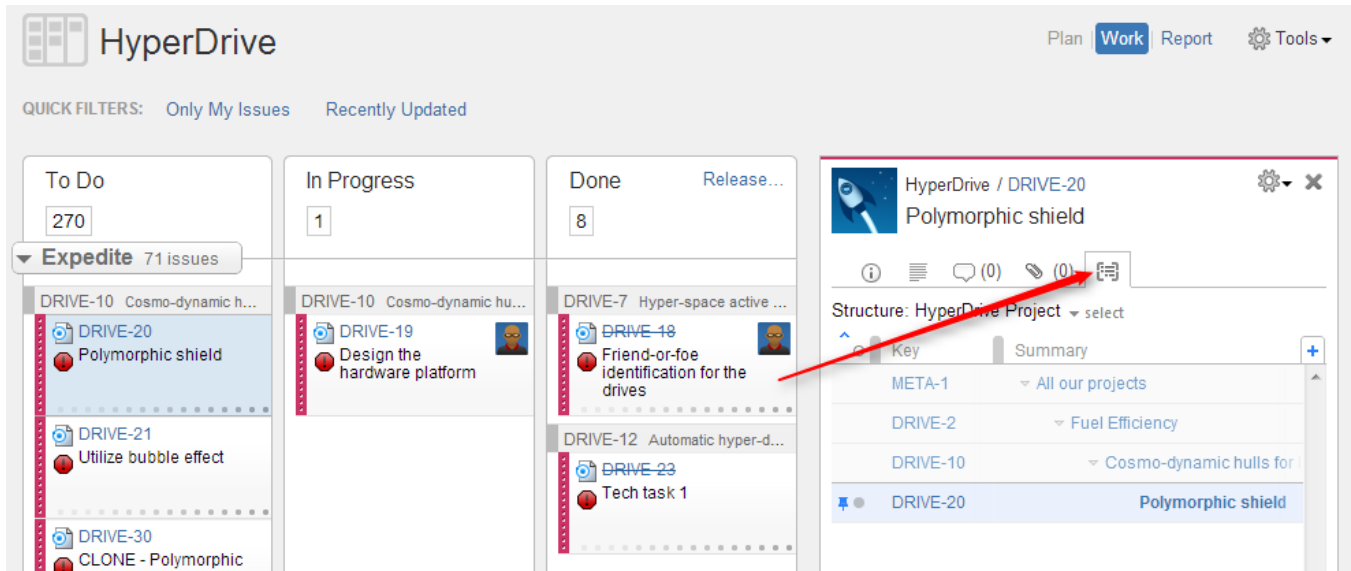 HyperDrive
Plan Work Report Tools
QUICK FILTERS: Only My Issues Recently Updated
To Do
270
In Progress
1
Done Release...
8
Expedite 71 issues
DRIVE-10 Cosmo-dynamic h...
DRIVE-20
Polymorphic shield
DRIVE-21
Utilize bubble effect
DRIVE-30
CLONE - Polymorphic
DRIVE-10 Cosmo-dynamic hu...
DRIVE-19
Design the
hardware platform
DRIVE-7 Hyper-space active ...
DRIVE-18
Friend-or-foe
identification for the
drives
DRIVE-12 Automatic hyper-d...
DRIVE-23
Tech task 1
HyperDrive / DRIVE-20
Polymorphic shield
(0) (0)
Structure: HyperDrive Project select
Key Summary +
META-1 All our projects
DRIVE-2 Fuel Efficiency
DRIVE-10 Cosmo-dynamic hulls for
DRIVE-20 Polymorphic shield